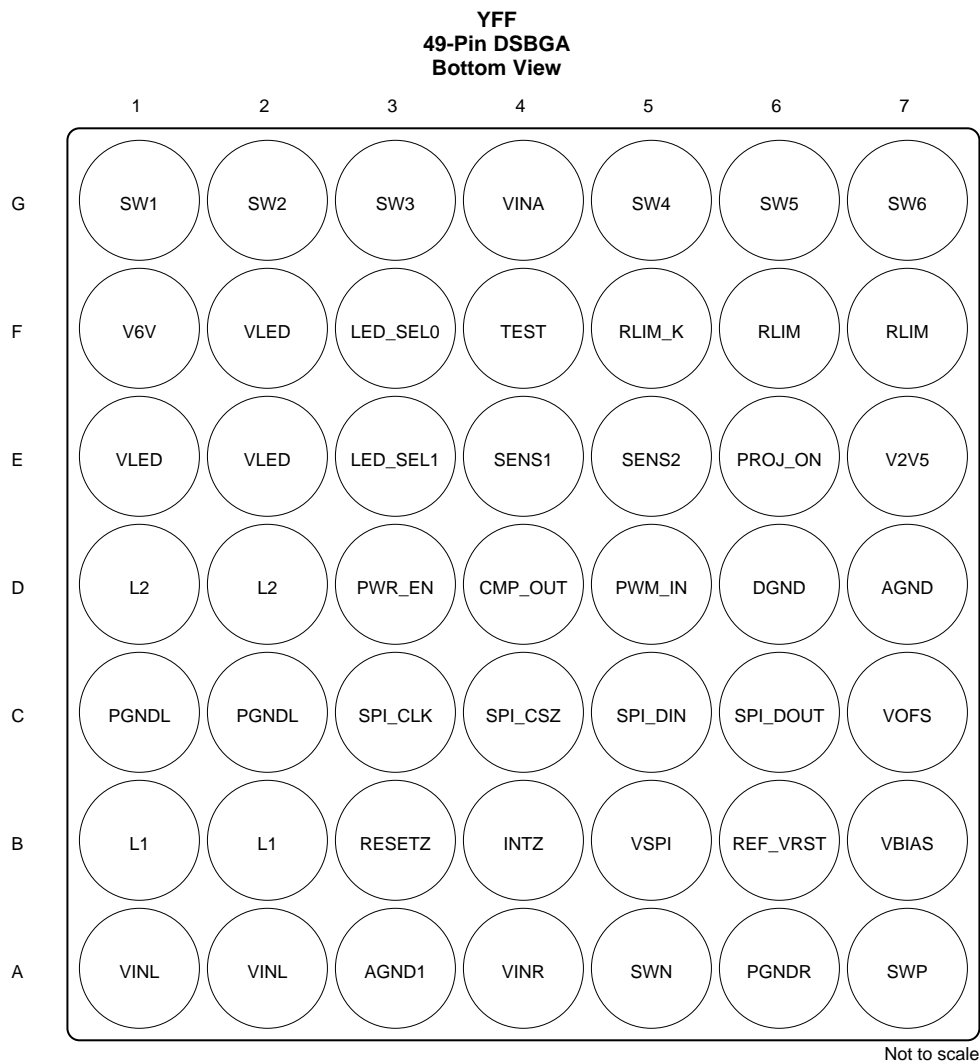 YFF
49-Pin DSBGA
Bottom View
1 2 3 4 5 6 7
G SW1 SW2 SW3 VINA SW4 SW5 SW6
F V6V VLED LED_SEL0 TEST RLIM_K RLIM RLIM
E VLED VLED LED_SEL1 SENS1 SENS2 PROJ_ON V2V5
D L2 L2 PWR_EN CMP_OUT PWM_IN DGND AGND
C PGNDL PGNDL SPI_CLK SPI_CSZ SPI_DIN SPI_DOUT VOFS
B L1 L1 RESETZ INTZ VSPI REF_VRST VBIAS
A VINL VINL AGND1 VINR SWN PGNDR SWP
Not to scale